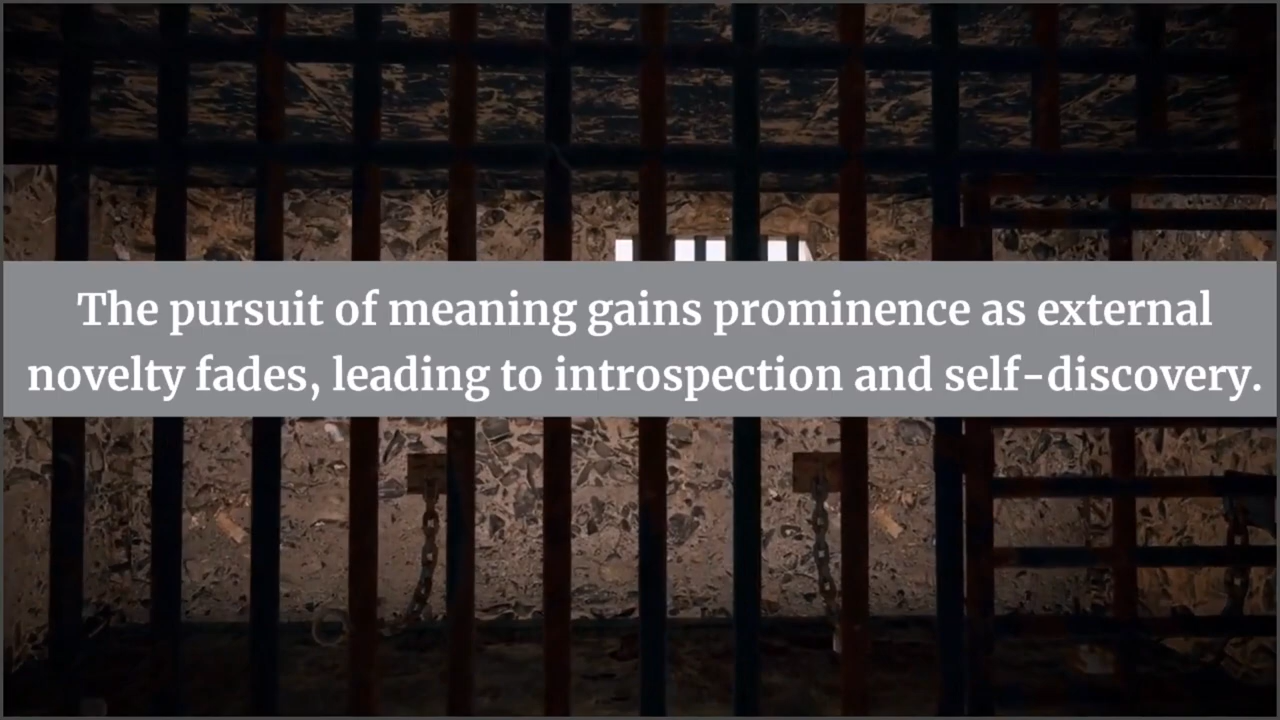 The pursuit of meaning gains prominence as external
novelty fades, leading to introspection and self-discovery.